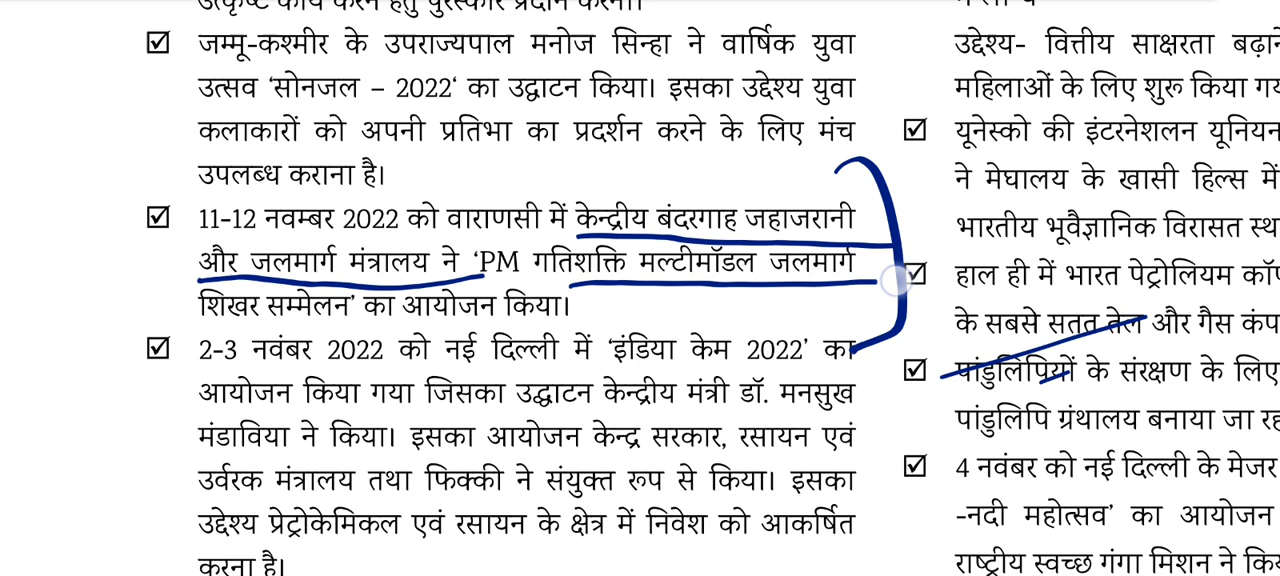 उत्कृष्ट कार्य करने हेतु पुरस्कार प्रदान करना।
जम्मू-कश्मीर के उपराज्यपाल मनोज सिन्हा ने वार्षिक युवा
उत्सव ‘सोनजल – 2022‘ का उद्घाटन किया। इसका उद्देश्य युवा
कलाकारों को अपनी प्रतिभा का प्रदर्शन करने के लिए मंच
उपलब्ध कराना है।
11-12 नवम्बर 2022 को वाराणसी में केन्द्रीय बंदरगाह जहाजरानी
और जलमार्ग मंत्रालय ने ‘PM गतिशक्ति मल्टीमॉडल जलमार्ग
शिखर सम्मेलन’ का आयोजन किया।
2-3 नवंबर 2022 को नई दिल्ली में ‘इंडिया केम 2022’ का
आयोजन किया गया जिसका उद्घाटन केन्द्रीय मंत्री डॉ. मनसुख
मंडाविया ने किया। इसका आयोजन केन्द्र सरकार, रसायन एवं
उर्वरक मंत्रालय तथा फिक्की ने संयुक्त रूप से किया। इसका
उद्देश्य प्रेट्रोकेमिकल एवं रसायन के क्षेत्र में निवेश को आकर्षित
करना है।
उद्देश्य- वित्तीय साक्षरता
महिलाओं के लिए शुरू किया
यूनेस्को की इंटरनेशलन
ने मेघालय के खासी हिल्स में
भारतीय भूवैज्ञानिक विरासत
हाल ही में भारत पेट्रोलियम
के सबसे सतत तेल और गैस
पांडुलिपियों के संरक्षण के लिए
पांडुलिपि ग्रंथालय बनाया जा
4 नवंबर को नई दिल्ली के मेजर
-नदी महोत्सव’ का आयोजन
राष्ट्रीय स्वच्छ गंगा मिशन ने